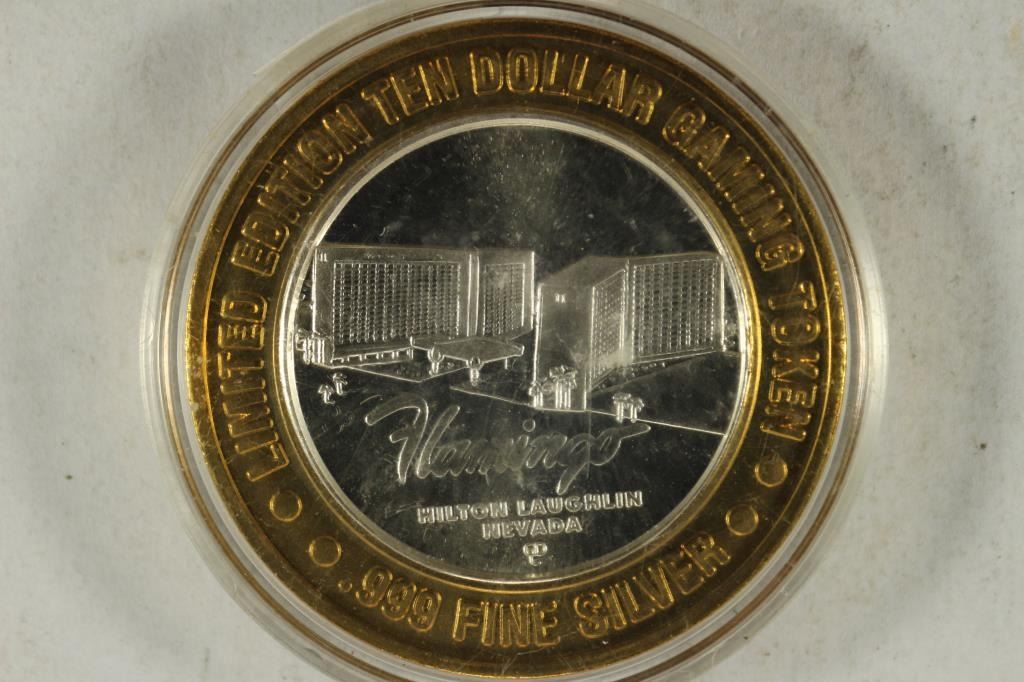 LIMITED EDITION TEN DOLLAR GAMING TOKEN
Flamingo
HILTON LAUGHLIN
NEVADA
.999 FINE SILVER